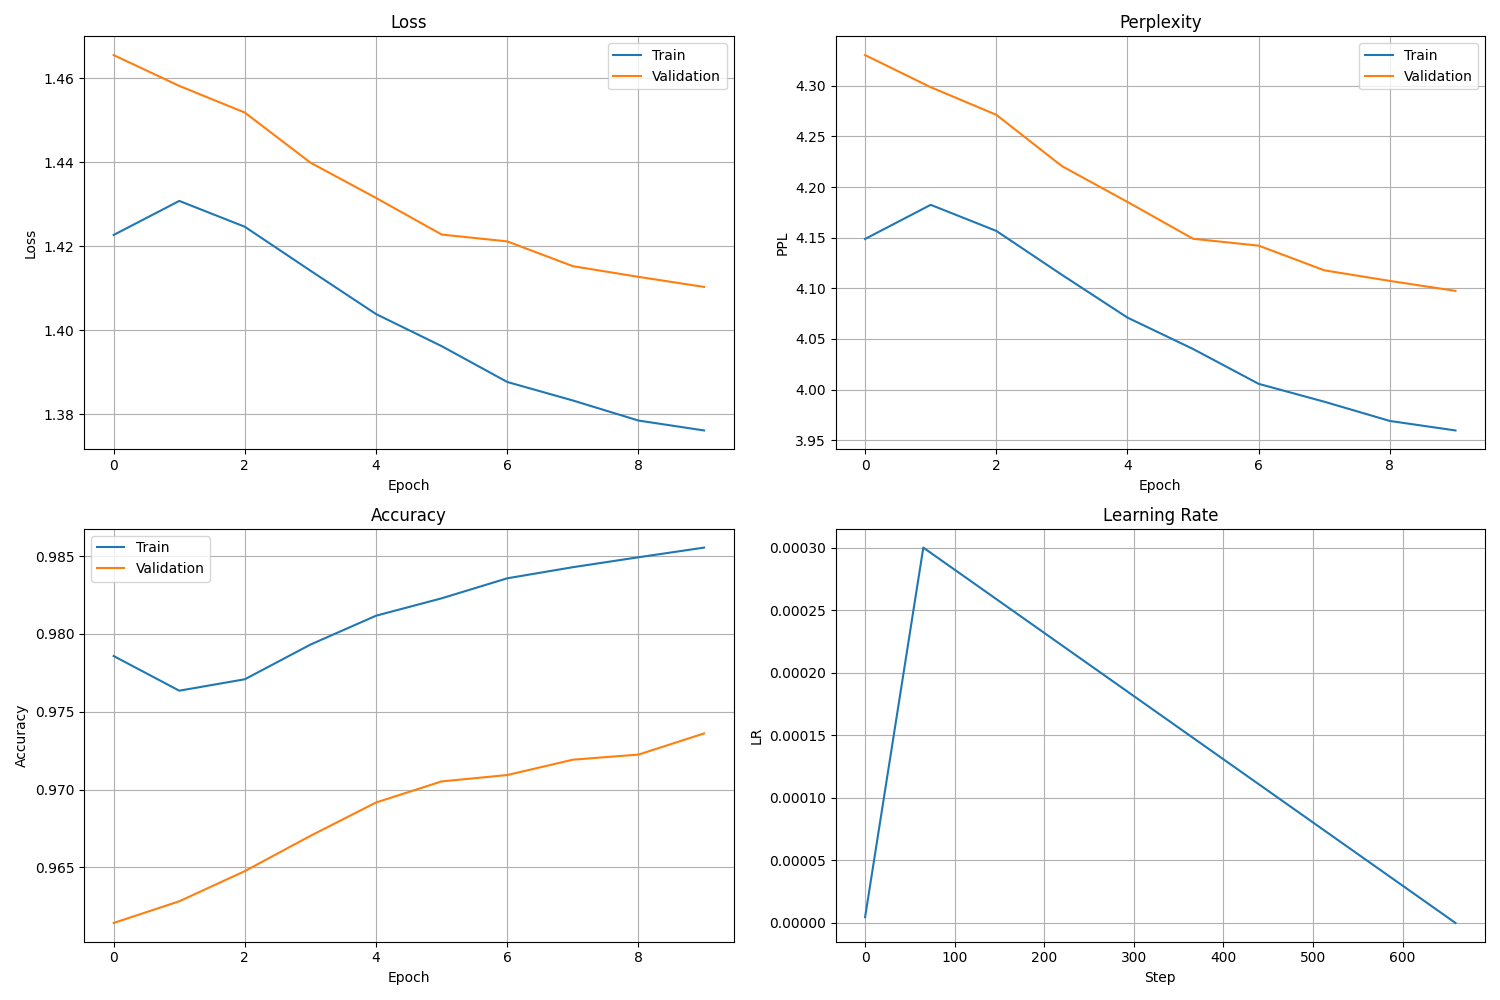 Loss
Train
Validation
1.46
1.44
1.42
1.40
1.38
Loss
0 2 4 6 8
Epoch
Perplexity
Train
Validation
4.30
4.25
4.20
4.15
4.10
4.05
4.00
3.95
PPL
0 2 4 6 8
Epoch
Accuracy
Train
Validation
0.985
0.980
0.975
0.970
0.965
Accuracy
0 2 4 6 8
Epoch
Learning Rate
0.00030
0.00025
0.00020
0.00015
0.00010
0.00005
0.00000
LR
0 100 200 300 400 500 600
Step